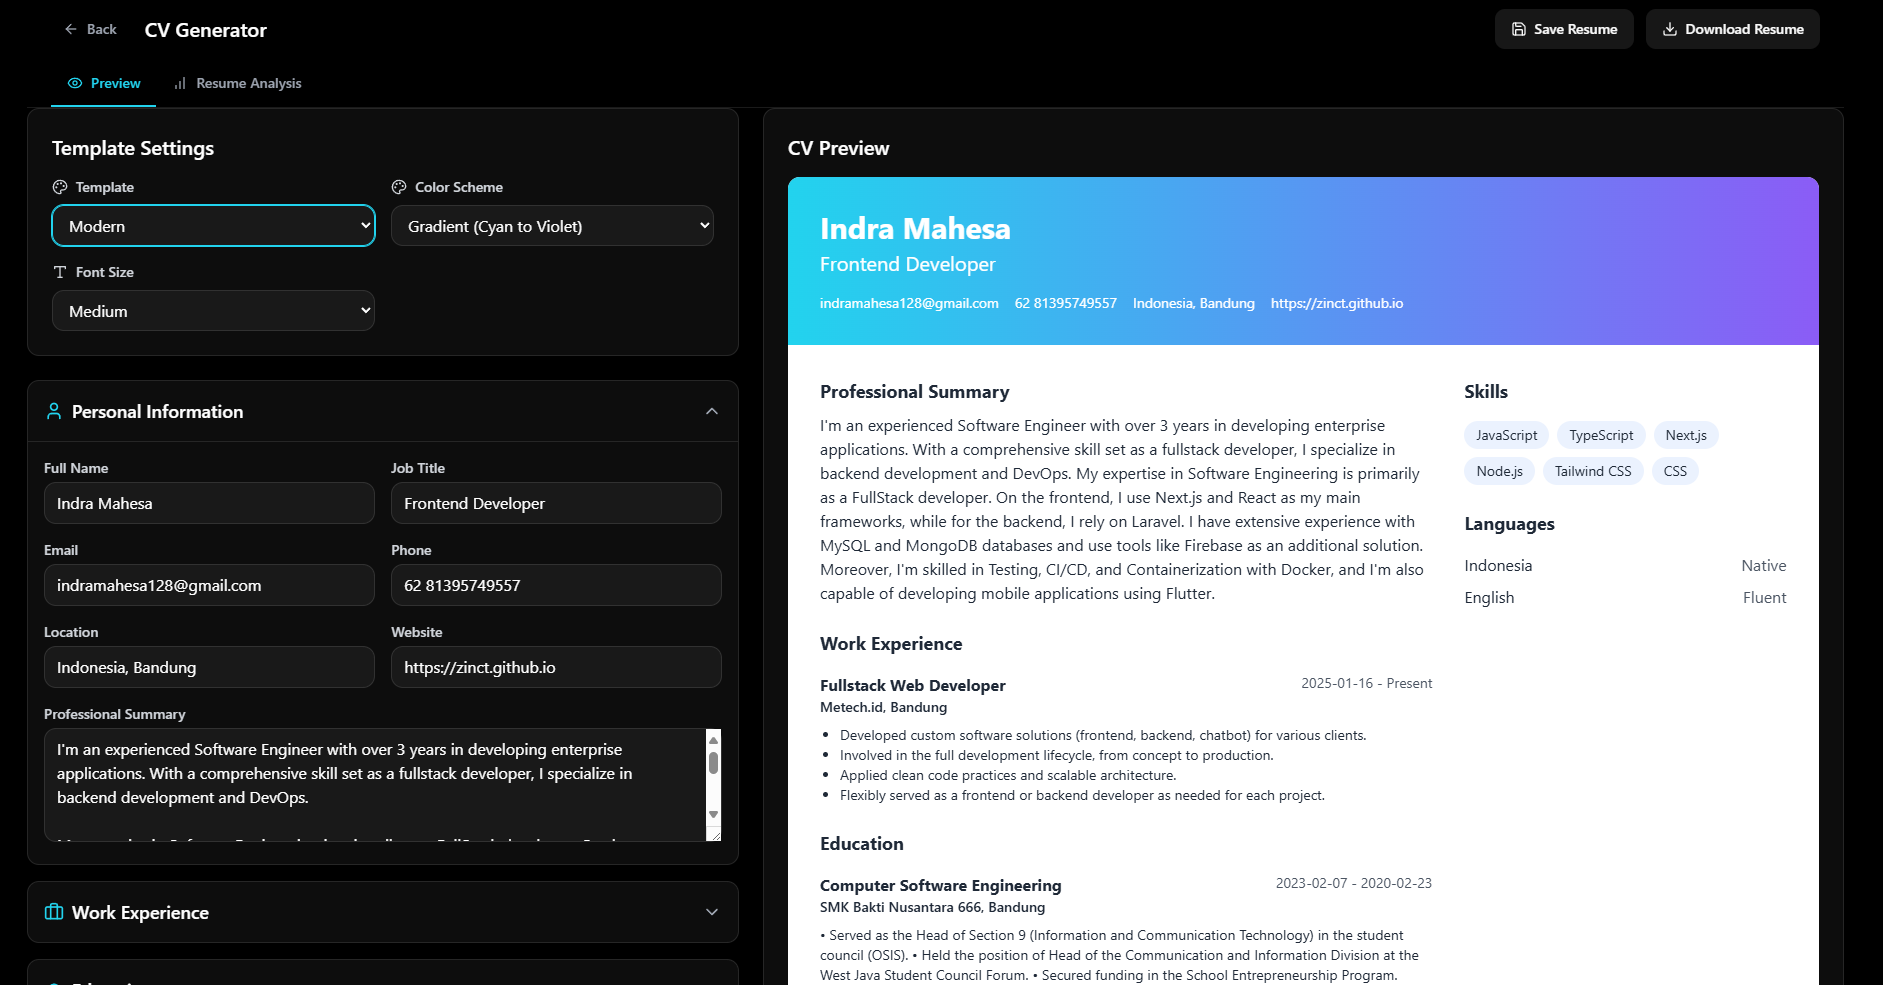 Back
CV Generator
Save Resume
Download Resume
Preview
Resume Analysis
Template Settings
Template
Color Scheme
Modern
Gradient (Cyan to Violet)
Font Size
Medium
Personal Information
Full Name
Job Title
Indra Mahesa
Frontend Developer
Email
Phone
indramahesa128@gmail.com
62 81395749557
Location
Website
Indonesia, Bandung
https://zinct.github.io
Professional Summary
I'm an experienced Software Engineer with over 3 years in developing enterprise
applications. With a comprehensive skill set as a fullstack developer, I specialize in
backend development and DevOps.
Work Experience
CV Preview
Indra Mahesa
Frontend Developer
indramahesa128@gmail.com 62 81395749557 Indonesia, Bandung https://zinct.github.io
Professional Summary
I'm an experienced Software Engineer with over 3 years in developing enterprise
applications. With a comprehensive skill set as a fullstack developer, I specialize in
backend development and DevOps. My expertise in Software Engineering is primarily
as a FullStack developer. On the frontend, I use Next.js and React as my main
frameworks, while for the backend, I rely on Laravel. I have extensive experience with
MySQL and MongoDB databases and use tools like Firebase as an additional solution.
Moreover, I'm skilled in Testing, CI/CD, and Containerization with Docker, and I'm also
capable of developing mobile applications using Flutter.
Work Experience
Fullstack Web Developer 2025-01-16 - Present
Metech.id, Bandung
• Developed custom software solutions (frontend, backend, chatbot) for various clients.
• Involved in the full development lifecycle, from concept to production.
• Applied clean code practices and scalable architecture.
• Flexibly served as a frontend or backend developer as needed for each project.
Education
Computer Software Engineering 2023-02-07 - 2020-02-23
SMK Bakti Nusantara 666, Bandung
• Served as the Head of Section 9 (Information and Communication Technology) in the student
council (OSIS). • Held the position of Head of the Communication and Information Division at the
West Java Student Council Forum. • Secured funding in the School Entrepreneurship Program.
Skills
JavaScript TypeScript Next.js
Node.js Tailwind CSS CSS
Languages
Indonesia Native
English Fluent